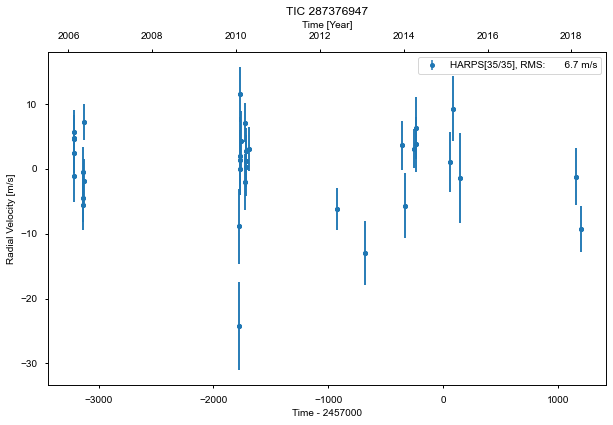 TIC 287376947
Time [Year]
2006 2008 2010 2012 2014 2016 2018
HARPS[35/35], RMS: 6.7 m/s
Radial Velocity [m/s]
10
0
−10
−20
−30
−3000 −2000 −1000 0 1000
Time - 2457000